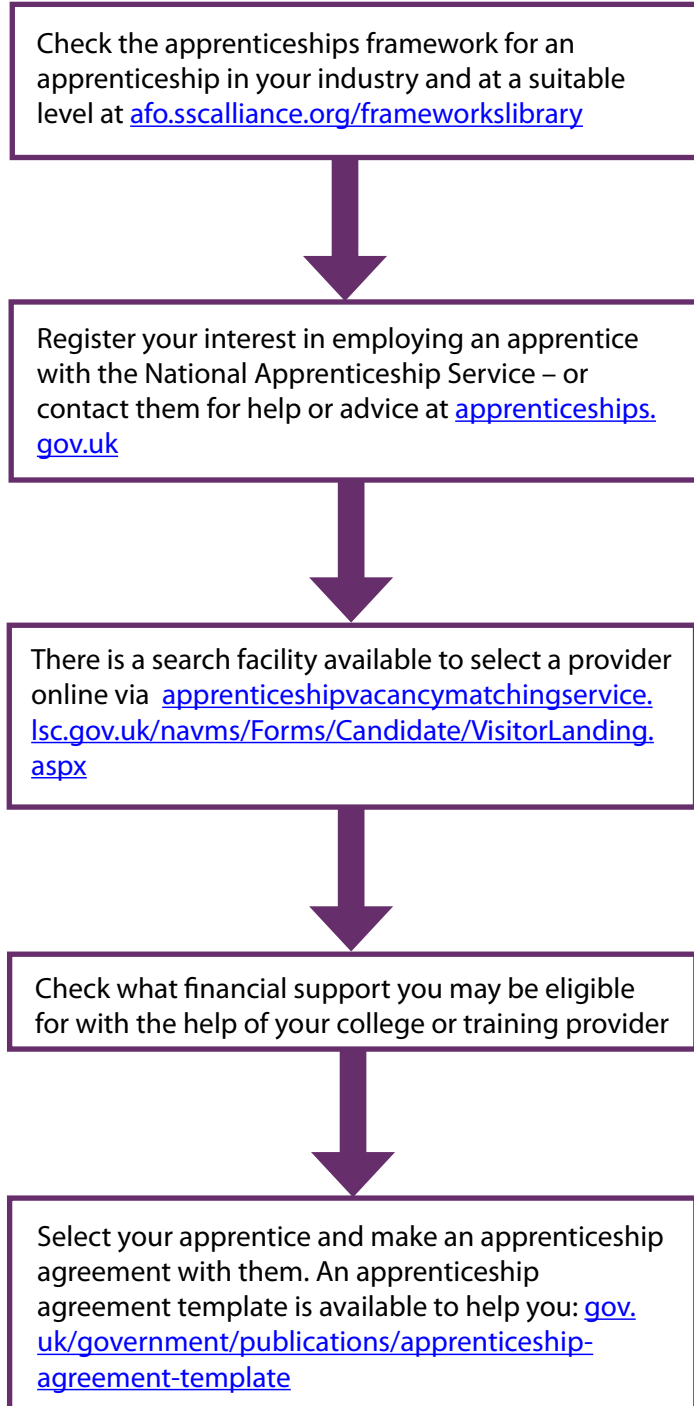 Check the apprenticeships framework for an
apprenticeship in your industry and at a suitable
level at afo.sscalliance.org/frameworkslibrary
Register your interest in employing an apprentice
with the National Apprenticeship Service – or
contact them for help or advice at apprenticeships.
gov.uk
There is a search facility available to select a provider
online via apprenticeshipvacancymatchingservice.
lsc.gov.uk/navms/Forms/Candidate/VisitorLanding.
aspx
Check what financial support you may be eligible
for with the help of your college or training provider
Select your apprentice and make an apprenticeship
agreement with them. An apprenticeship
agreement template is available to help you: gov.
uk/government/publications/apprenticeship-
agreement-template